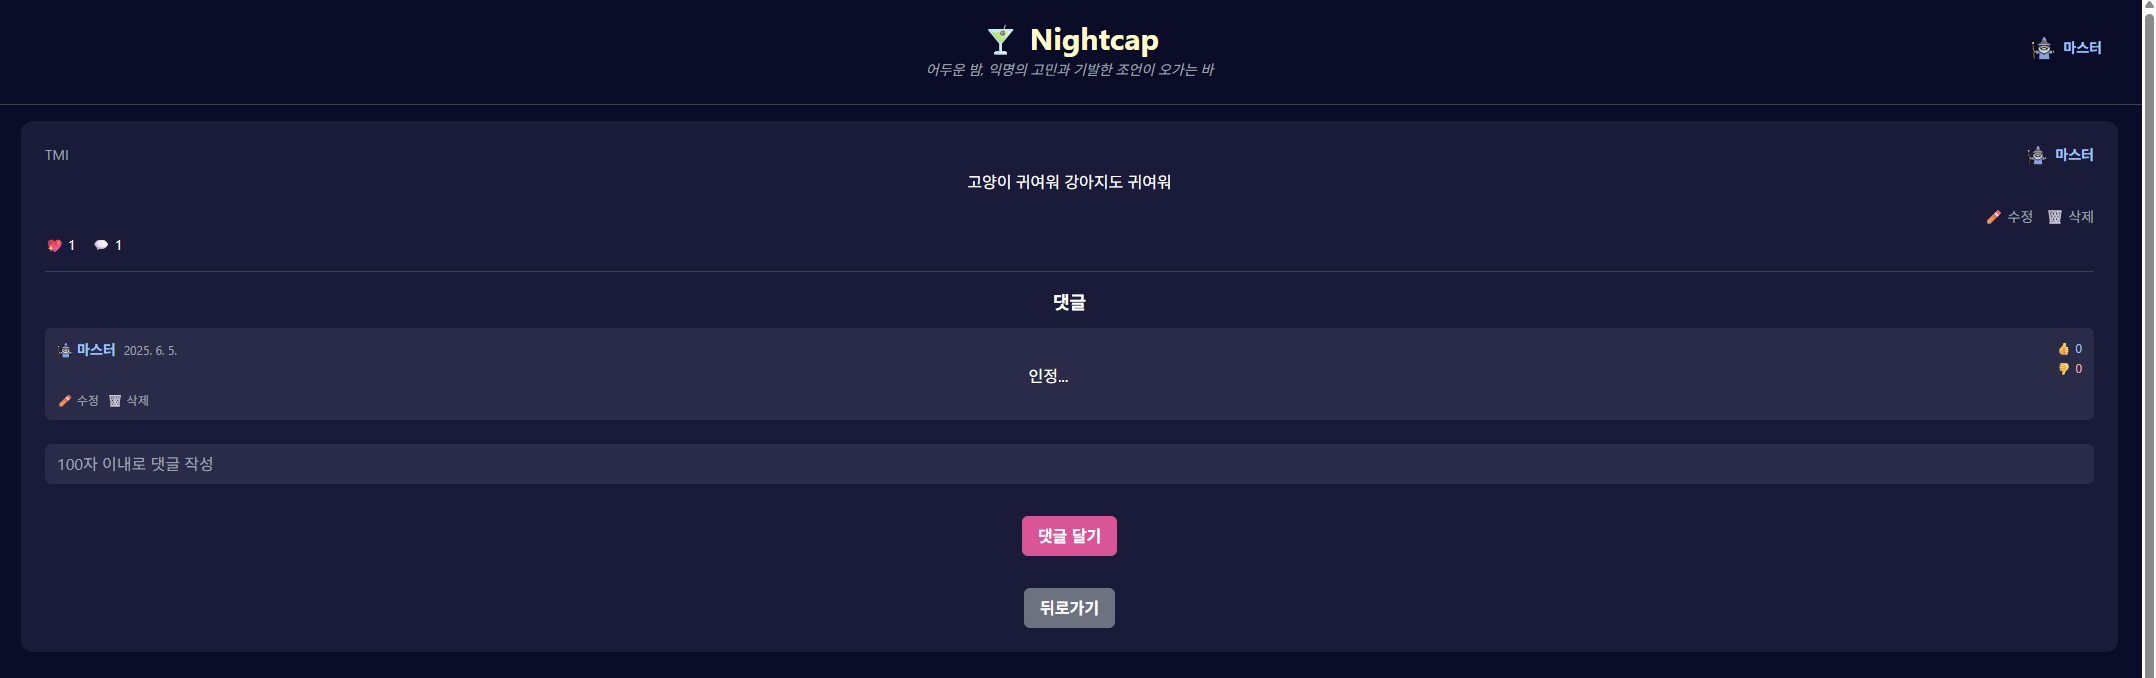 Nightcap
어두운 밤, 익명의 고민과 기발한 조언이 오가는 바
마스터
TMI
마스터
고양이 귀여워 강아지도 귀여워
수정 삭제
1 1
댓글
마스터 2025. 6. 5.
0
0
인정...
수정 삭제
100자 이내로 댓글 작성
댓글 달기
뒤로가기